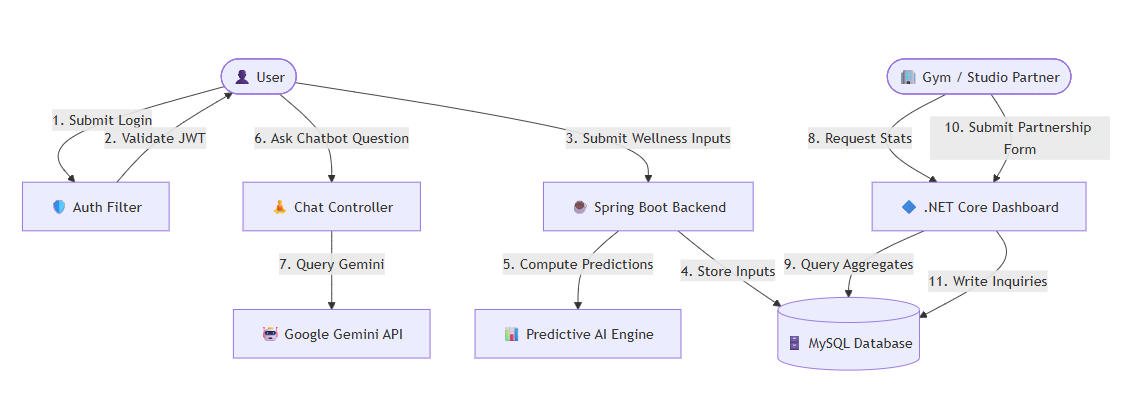 User
Gym / Studio Partner
1. Submit Login
2. Validate JWT
6. Ask Chatbot Question
3. Submit Wellness Inputs
8. Request Stats
10. Submit Partnership
Form
Auth Filter
Chat Controller
Spring Boot Backend
.NET Core Dashboard
7. Query Gemini
5. Compute Predictions
4. Store Inputs
9. Query Aggregates
11. Write Inquiries
Google Gemini API
Predictive AI Engine
MySQL Database